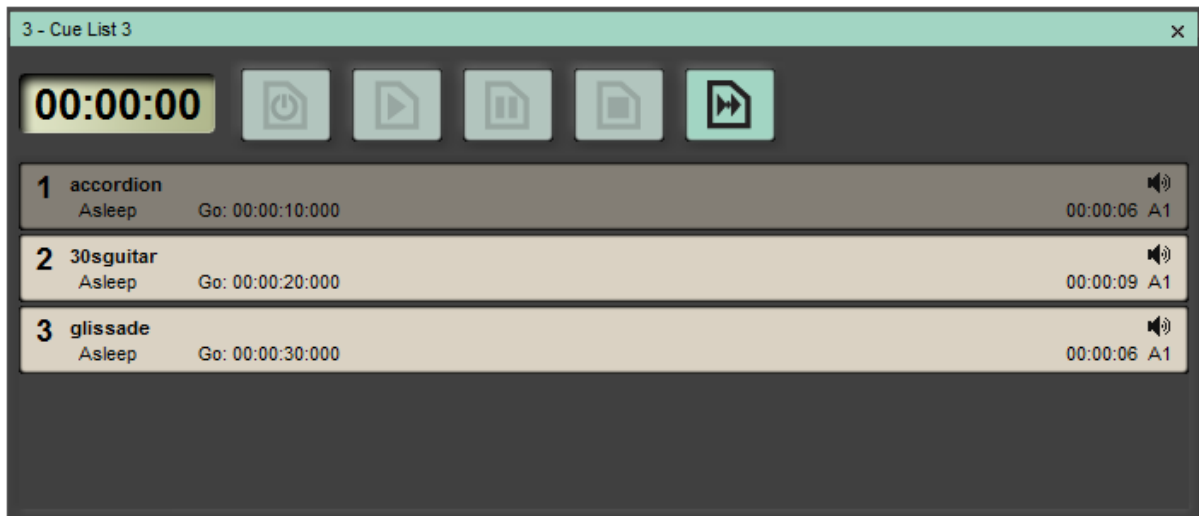 3 - Cue List 3
00:00:00
1 accordion
Asleep Go: 00:00:10:000 00:00:06 A1
2 30sguitar
Asleep Go: 00:00:20:000 00:00:09 A1
3 glissade
Asleep Go: 00:00:30:000 00:00:06 A1